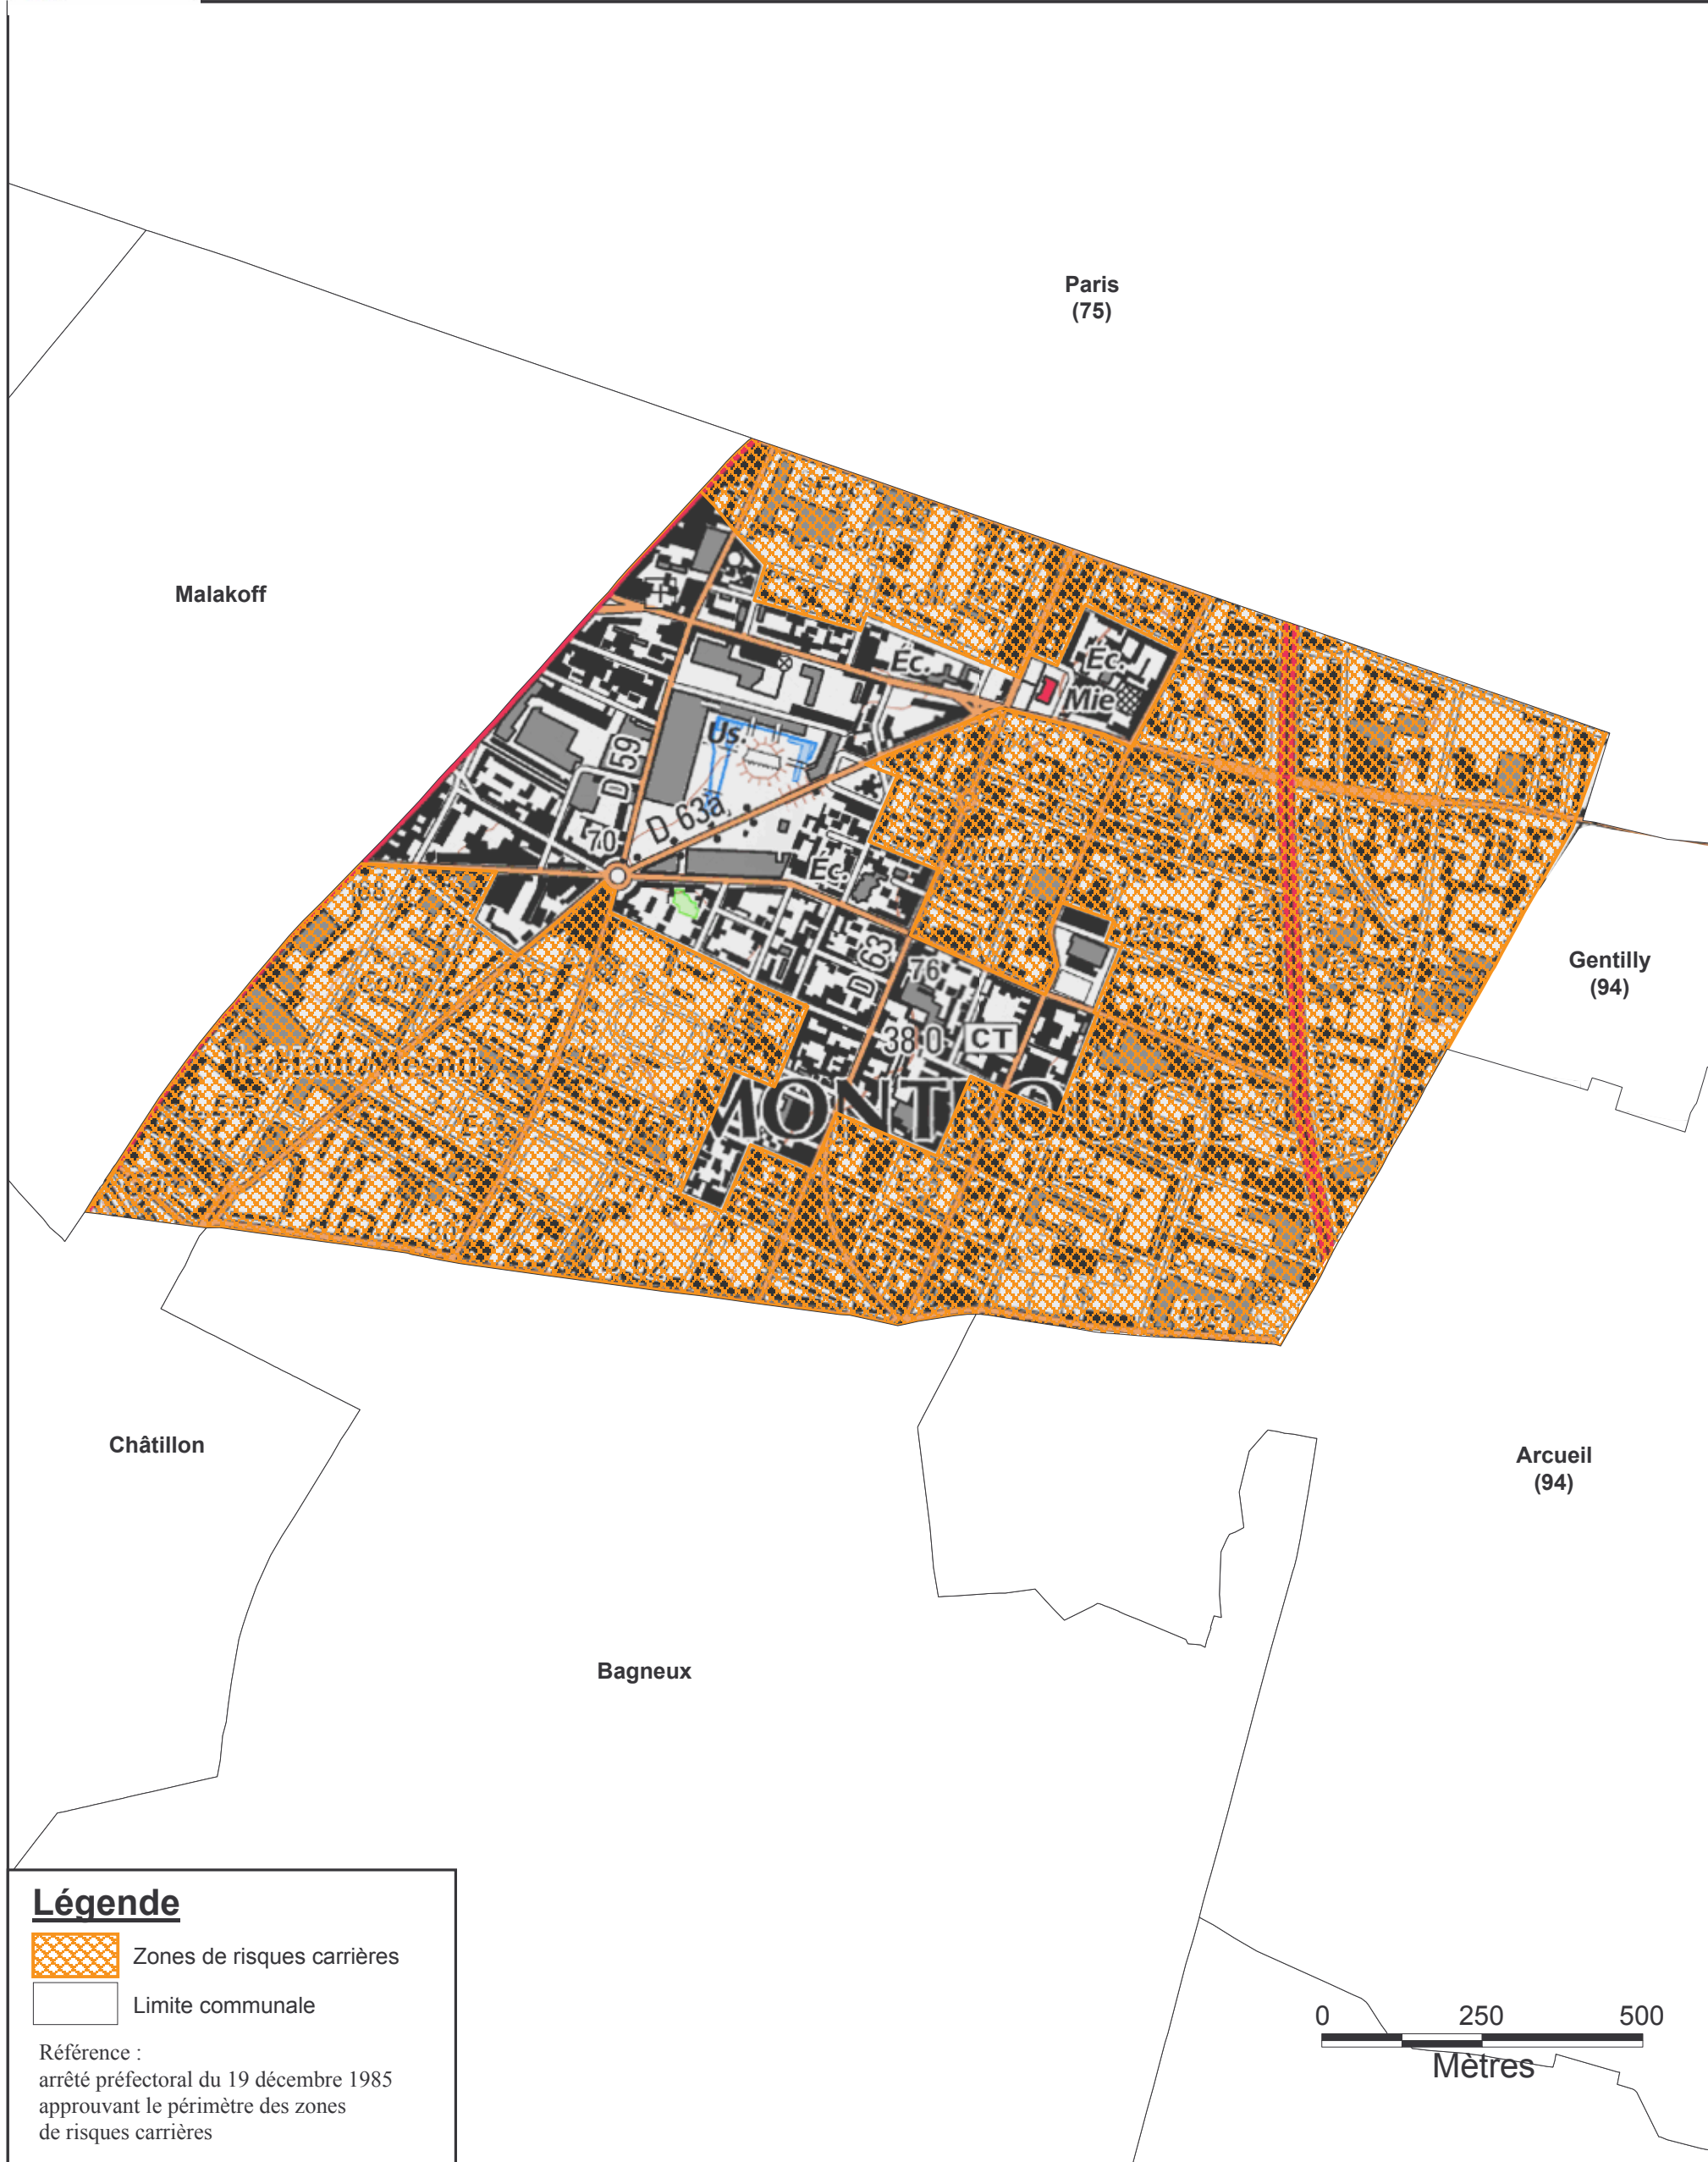 Paris
(75)
Malakoff
Éc.
Éc.
Mie
Us.
D 59
D 63a
70
Éc.
D 63
76
38.0
CT
MONTROUGE
Gentilly
(94)
Châtillon
Arcueil
(94)
Bagneux
Légende
Zones de risques carrières
Limite communale
Référence :
arrêté préfectoral du 19 décembre 1985
approuvant le périmètre des zones
de risques carrières
0 250 500
Mètres